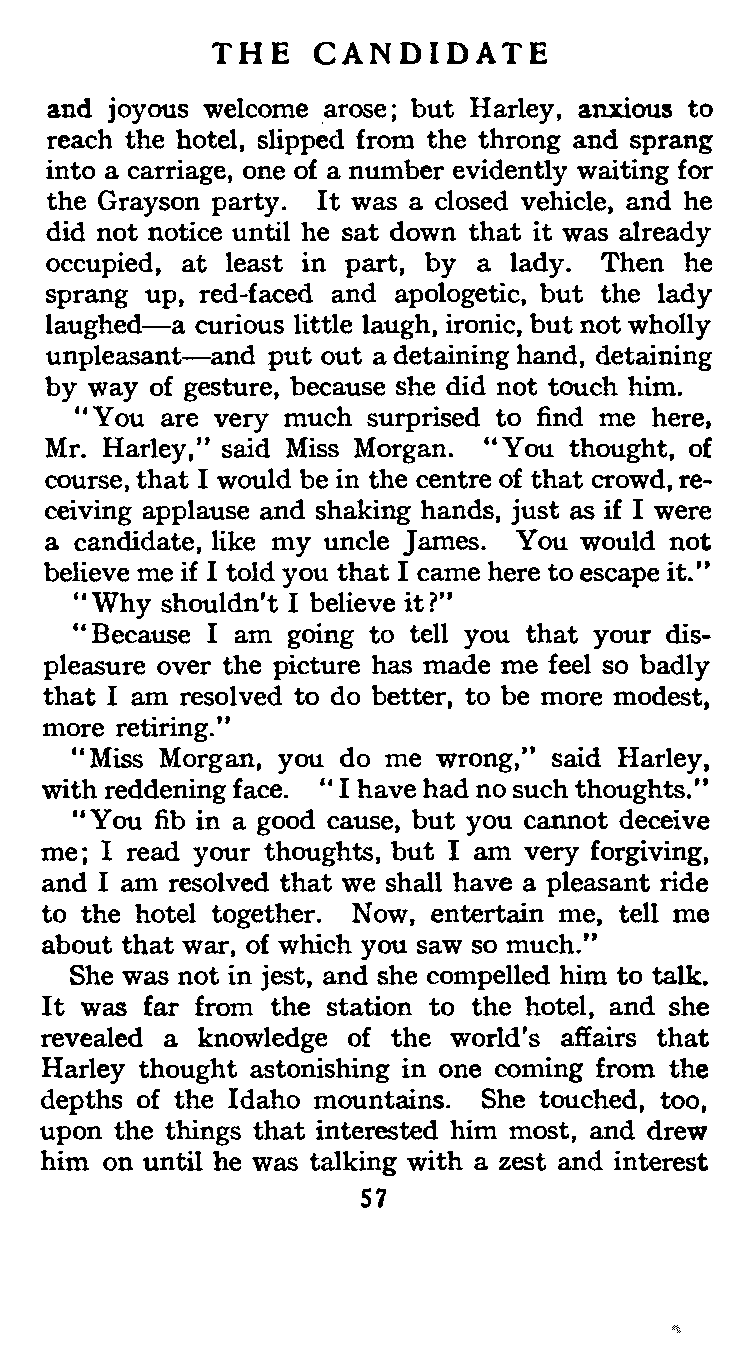 THE CANDIDATE
and joyous welcome arose; but Harley, anxious to
reach the hotel, slipped from the throng and sprang
into a carriage, one of a number evidently waiting for
the Grayson party. It was a closed vehicle, and he
did not notice until he sat down that it was already
occupied, at least in part, by a lady. Then he
sprang up, red-faced and apologetic, but the lady
laughed—a curious little laugh, ironic, but not wholly
unpleasant—and put out a detaining hand, detaining
by way of gesture, because she did not touch him.
"You are very much surprised to find me here,
Mr. Harley," said Miss Morgan. "You thought, of
course, that I would be in the centre of that crowd, re-
ceiving applause and shaking hands, just as if I were
a candidate, like my uncle James. You would not
believe me if I told you that I came here to escape it."
"Why shouldn't I believe it?"
"Because I am going to tell you that your dis-
pleasure over the picture has made me feel so badly
that I am resolved to do better, to be more modest,
more retiring."
"Miss Morgan, you do me wrong," said Harley,
with reddening face. "I have had no such thoughts."
"You fib in a good cause, but you cannot deceive
me; I read your thoughts, but I am very forgiving,
and I am resolved that we shall have a pleasant ride
to the hotel together. Now, entertain me, tell me
about that war, of which you saw so much."
She was not in jest, and she compelled him to talk.
It was far from the station to the hotel, and she
revealed a knowledge of the world's affairs that
Harley thought astonishing in one coming from the
depths of the Idaho mountains. She touched, too,
upon the things that interested him most, and drew
him on until he was talking with a zest and interest
57